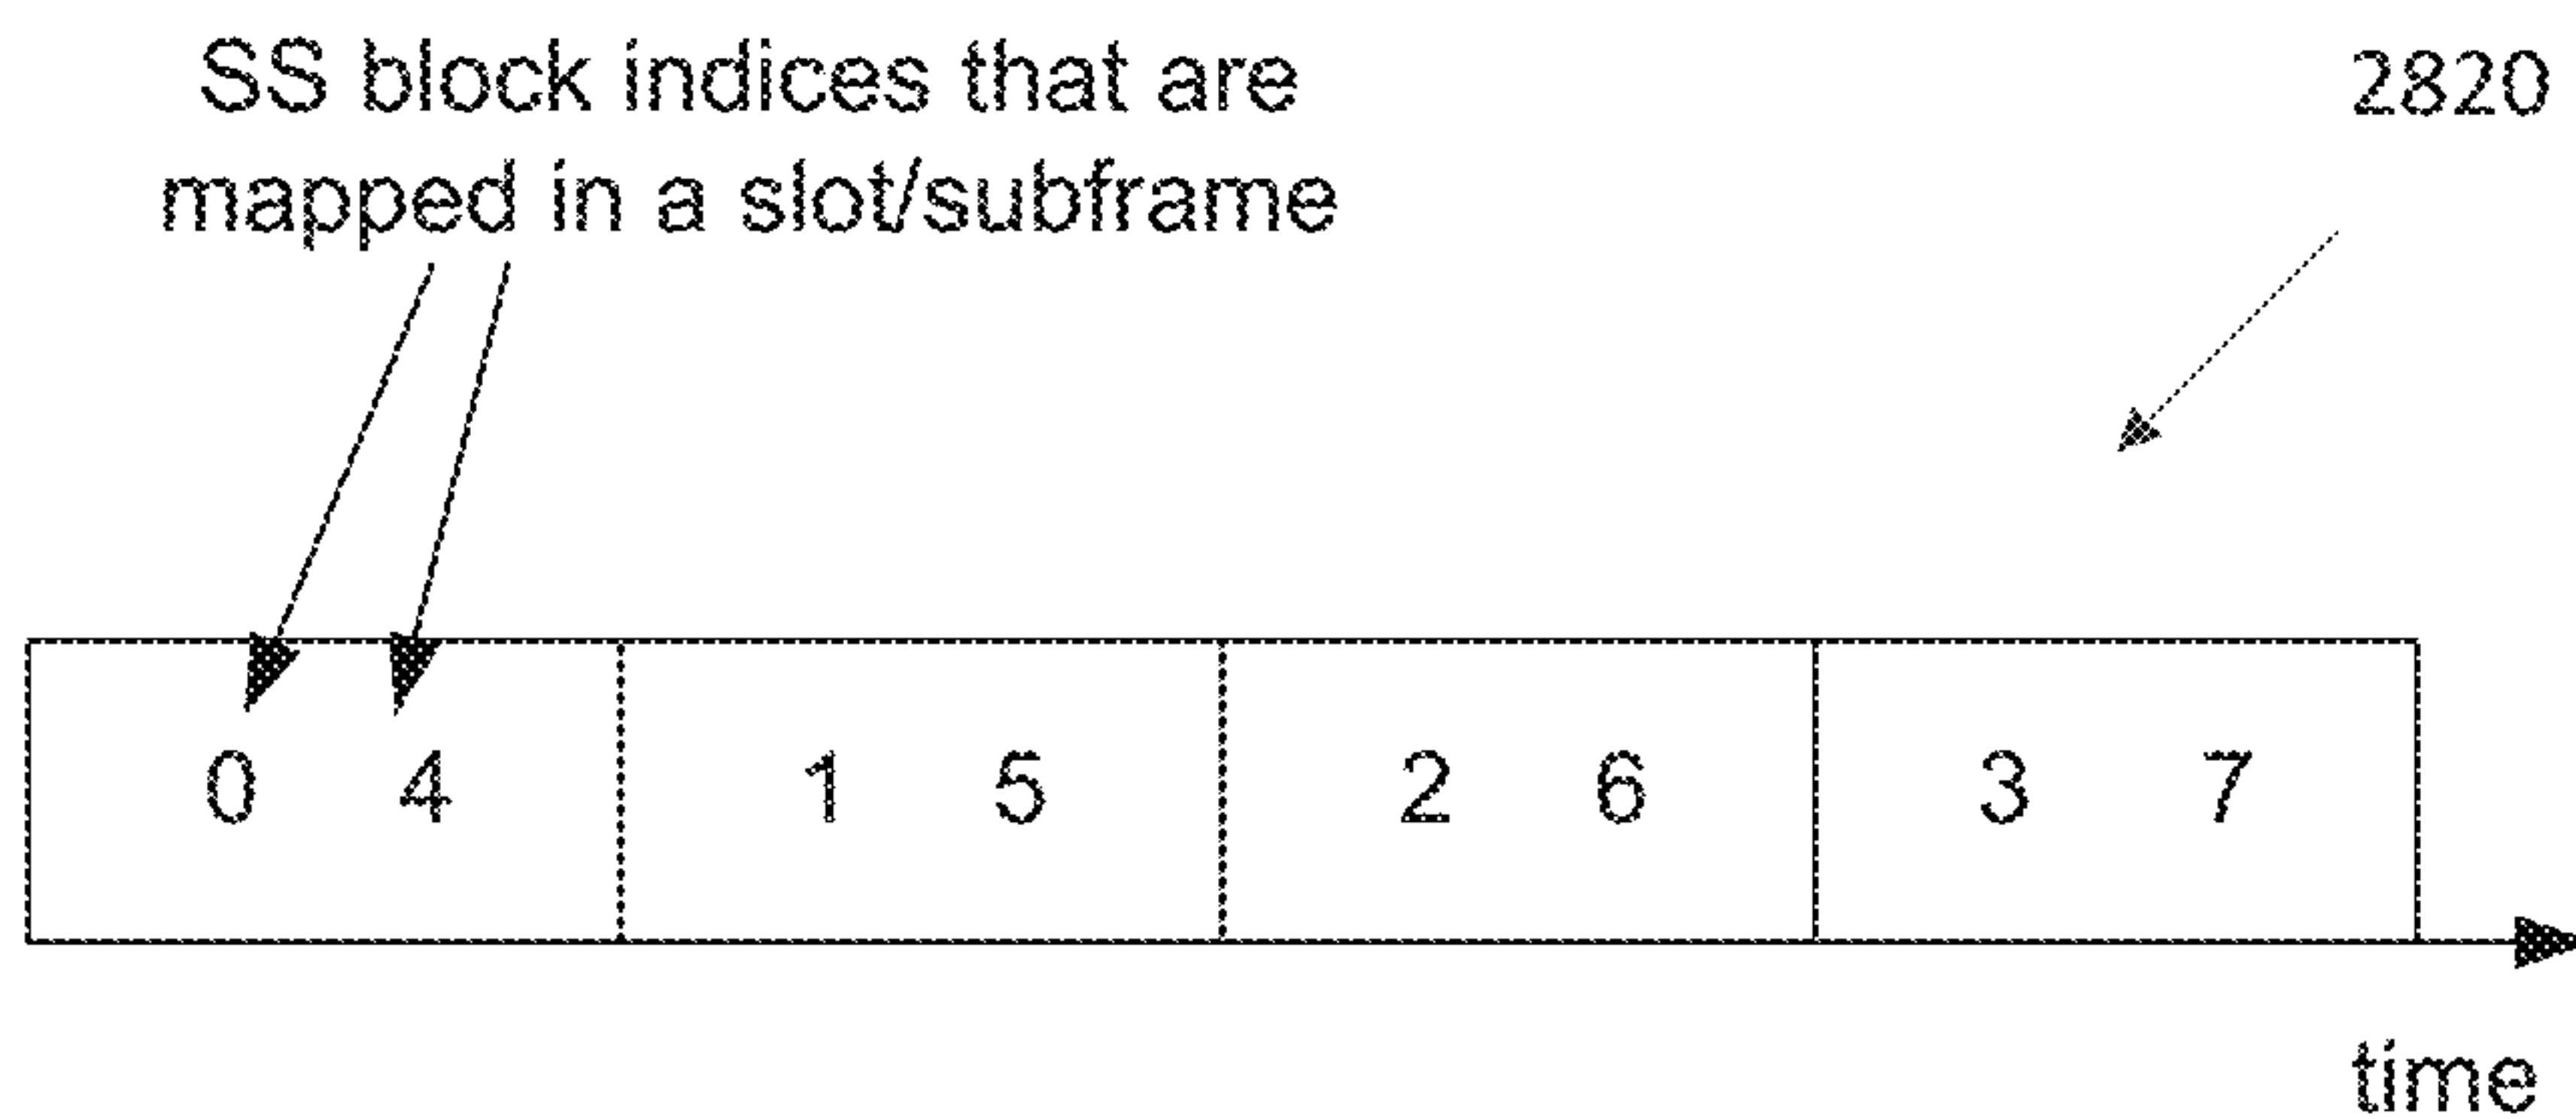 SS block indices that are
mapped in a slot/subframe
2820
0 4 1 5 2 6 3 7
time